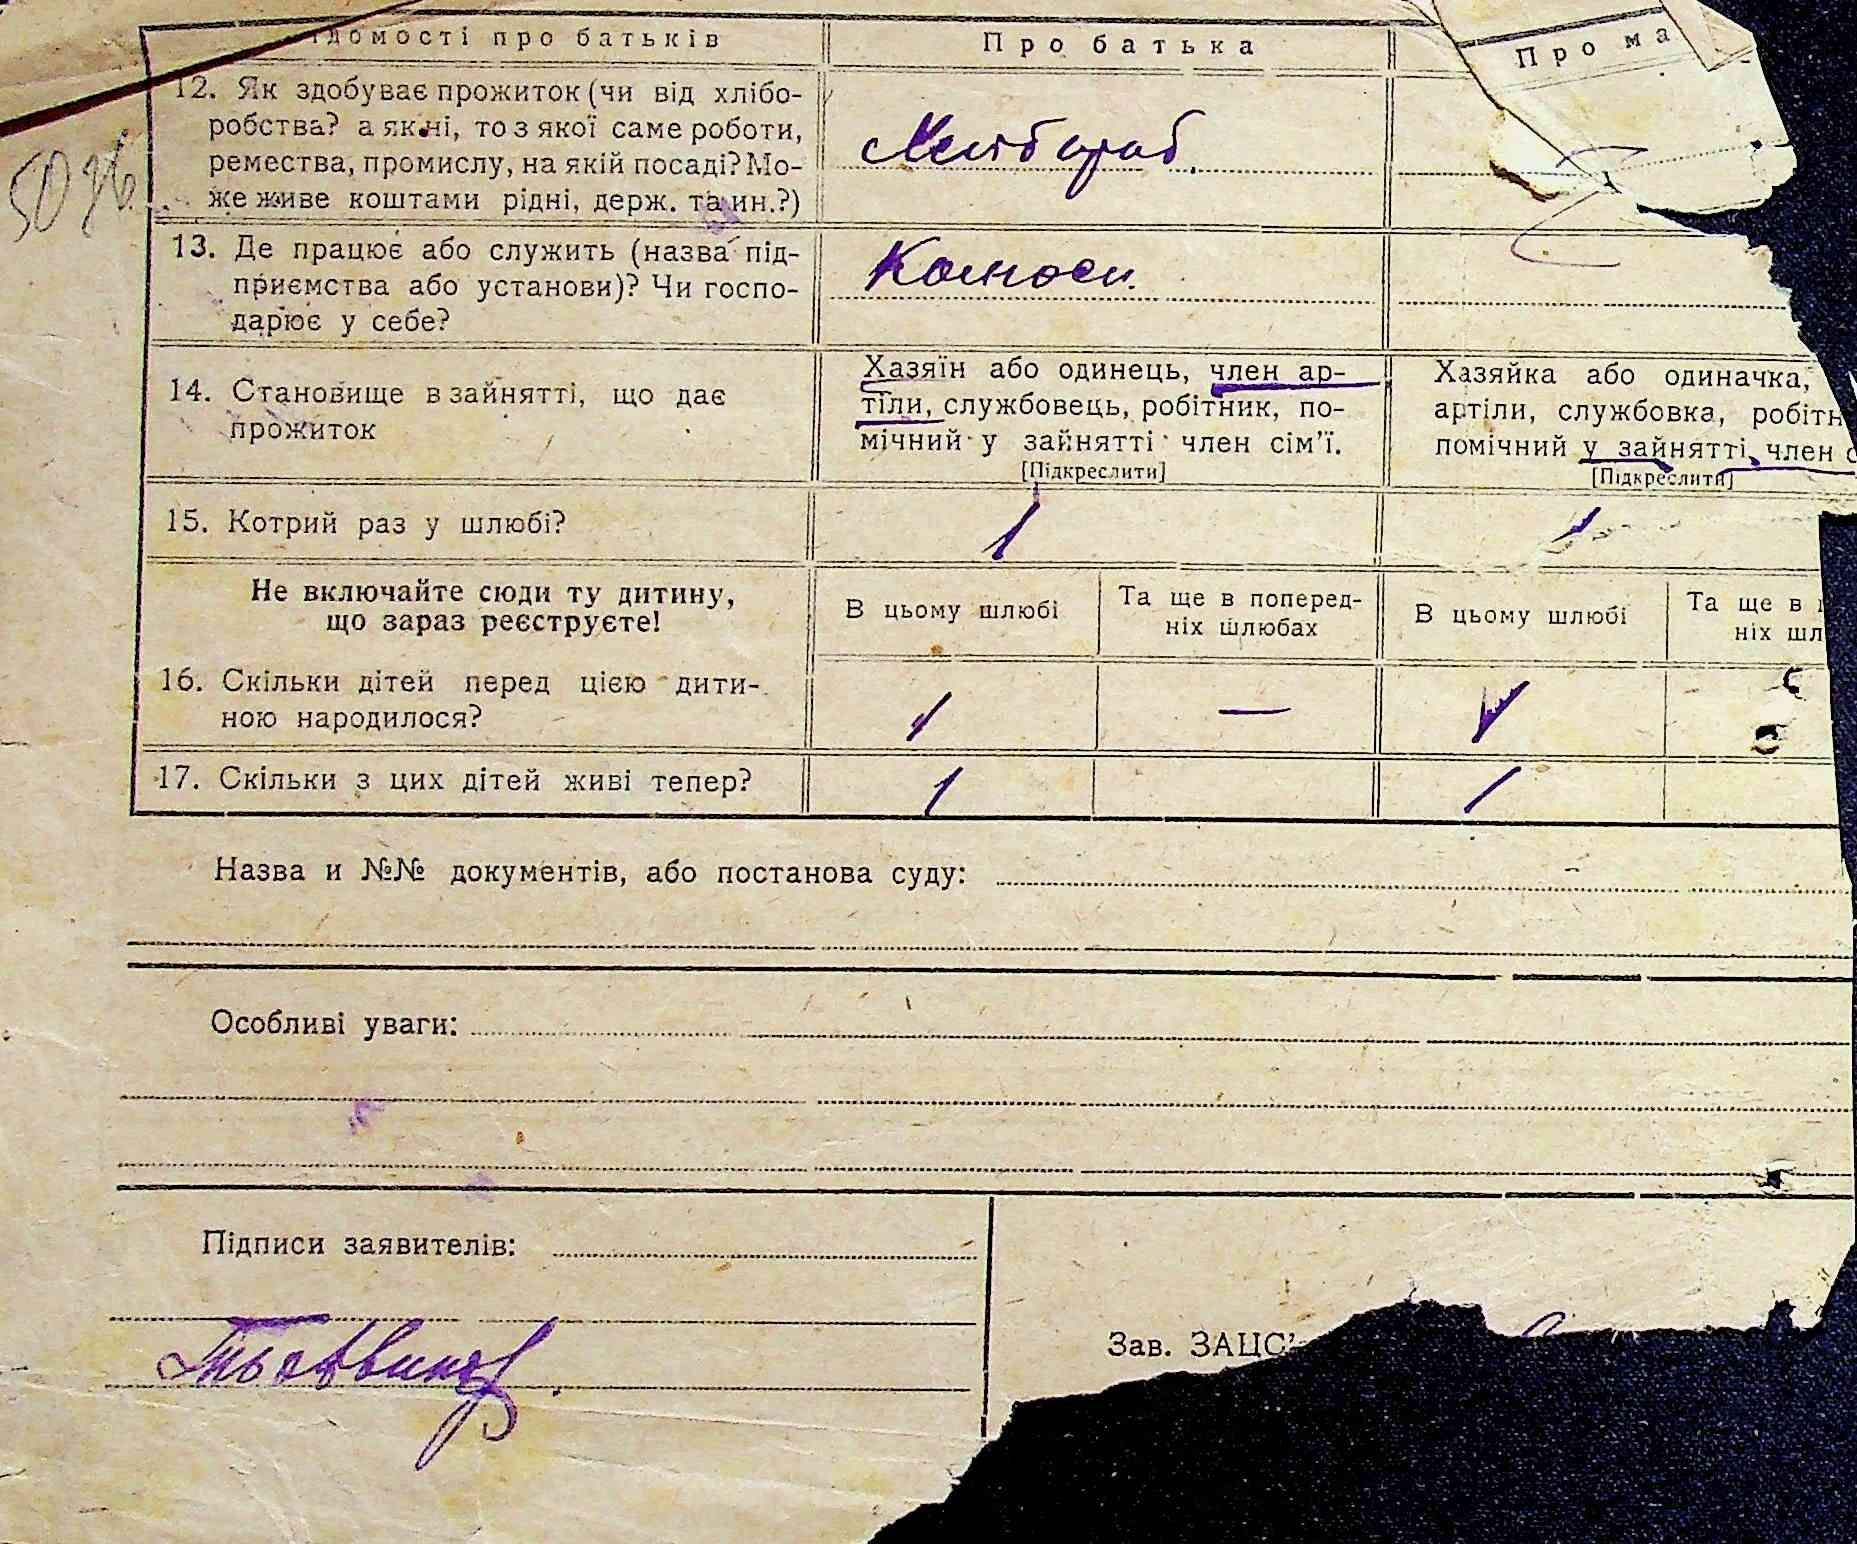 ідомості про батьків
Про батька
Про ма
12. Як здобуває прожиток (чи від хлібо-
робства? а як ні, то з якої саме роботи,
ремества, промислу, на якій посаді? Мо-
же живе коштами рідні, держ. та ин.?)
13. Де працює або служить (назва під-
приємства або установи)? Чи госпо-
дарює у себе?
14. Становище в зайнятті, що дає
прожиток
Хазяїн або одинець, член ар-
тіли, службовець, робітник, по-
мічний у зайнятті член сім'ї.
[Підкреслити]
Хазяйка або одиначка,
артіли, службовка, робітн
помічний у зайнятті, член с
[Підкреслити]
15. Котрий раз у шлюбі?
1
1
Не включайте сюди ту дитину,
що зараз реєструєте!
В цьому шлюбі
Та ще в поперед-
ніх шлюбах
В цьому шлюбі
Та ще в п
ніх шл
16. Скільки дітей перед цією дити-
ною народилося?
1
—
1
17. Скільки з цих дітей живі тепер?
1
1
Назва и №№ документів, або постанова суду:
Особливі уваги:
Підписи заявителів:
Зав. ЗАЦС'